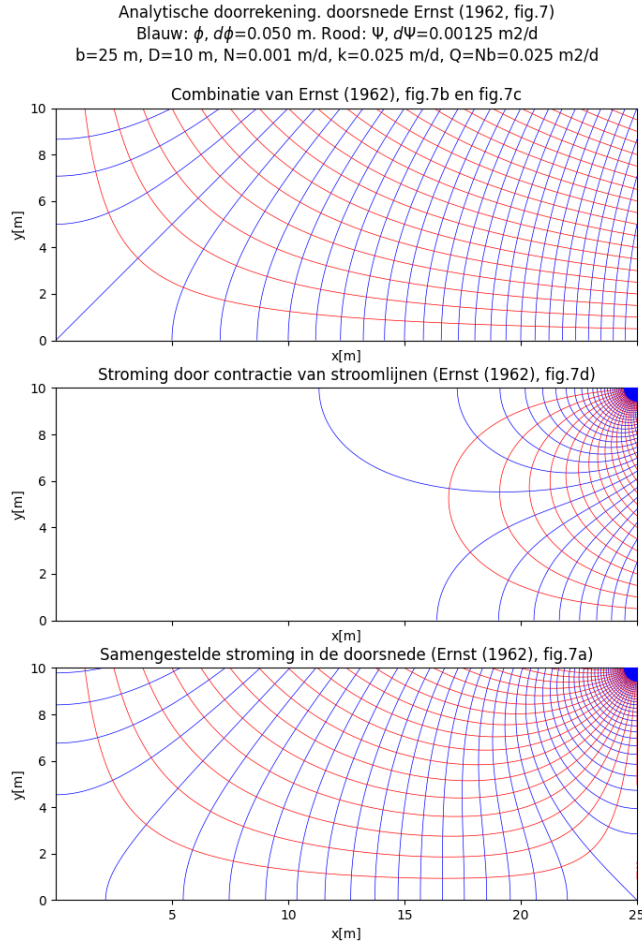 Analytische doorrekening. doorsnede Ernst (1962, fig.7)
Blauw: ϕ, dϕ=0.050 m. Rood: Ψ, dΨ=0.00125 m2/d
b=25 m, D=10 m, N=0.001 m/d, k=0.025 m/d, Q=Nb=0.025 m2/d
Combinatie van Ernst (1962), fig.7b en fig.7c
10
8
6
4
2
0
y[m]
x[m]
Stroming door contractie van stroomlijnen (Ernst (1962), fig.7d)
10
8
6
4
2
0
y[m]
x[m]
Samengestelde stroming in de doorsnede (Ernst (1962), fig.7a)
10
8
6
4
2
0
y[m]
5 10 15 20 25
x[m]